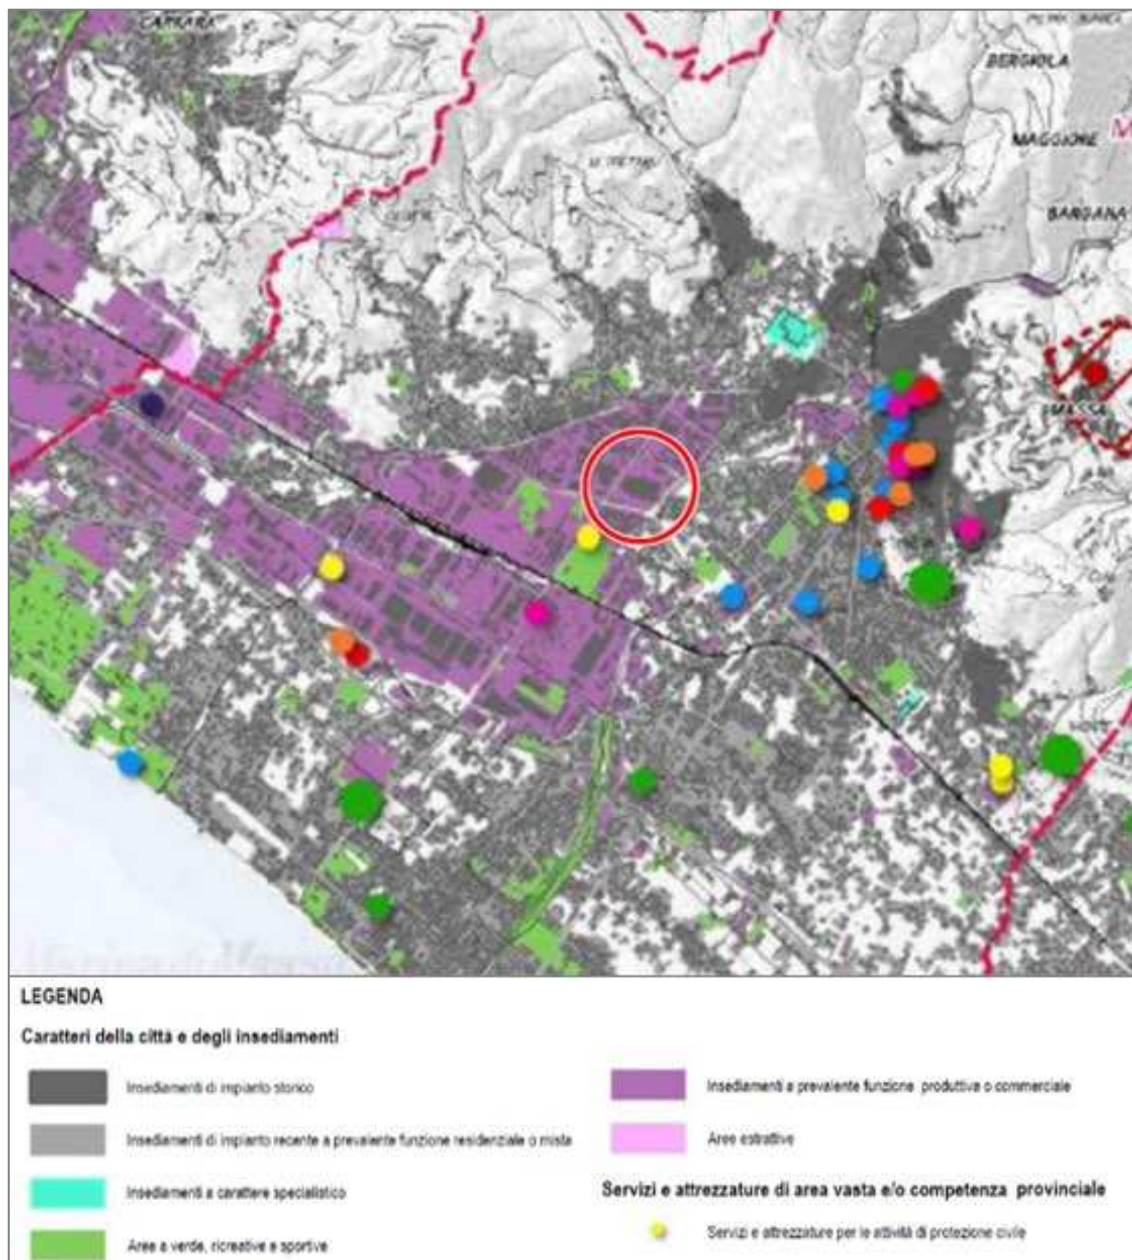 CARRARA
BERGIOLA
MAGGIONE
M
BARGANA
MASSA
LEGENDA
Caratteri della città e degli insediamenti
Insediamenti di impianto storico
Insediamenti a prevalente funzione produttiva o commerciale
Insediamenti di impianto recente a prevalente funzione residenziale o mista
Aree estrattive
Insediamenti a carattere specialistico
Servizi e attrezzature di area vasta e/o competenza provinciale
Servizi e attrezzature per le attività di protezione civile
Aree a verde, ricreative e sportive